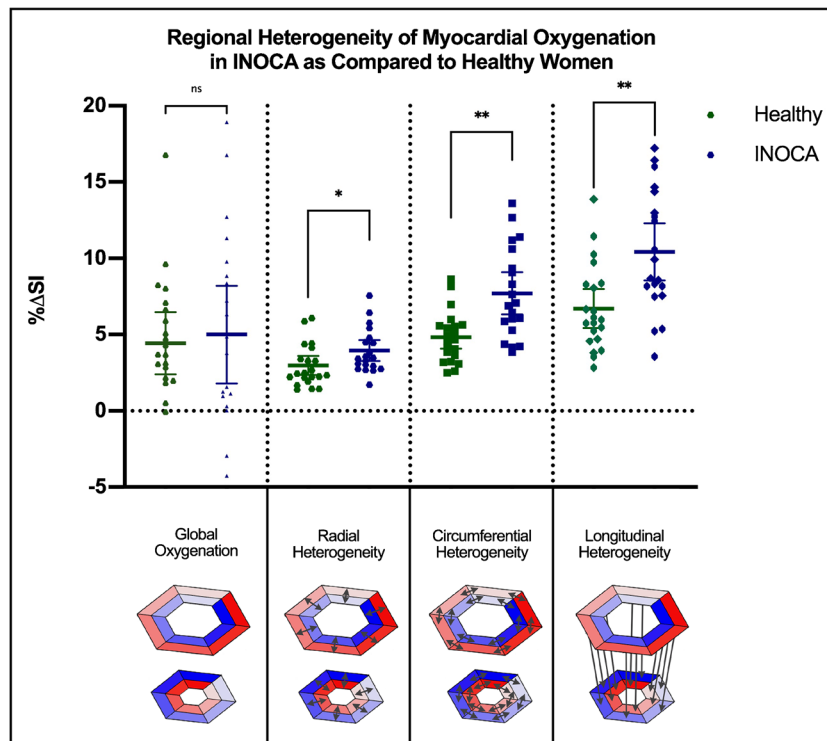 Regional Heterogeneity of Myocardial Oxygenation
in INOCA as Compared to Healthy Women
20
15
10
5
0
-5
%ΔSI
ns
*
**
**
Healthy
INOCA
Global
Oxygenation
Radial
Heterogeneity
Circumferential
Heterogeneity
Longitudinal
Heterogeneity